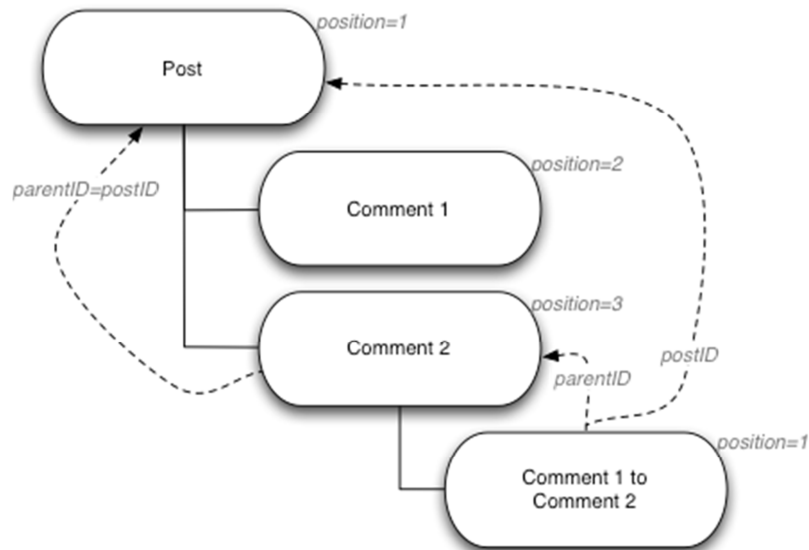 position=1
Post
parentID=postID
position=2
Comment 1
position=3
Comment 2
postID
parentID
position=1
Comment 1 to
Comment 2